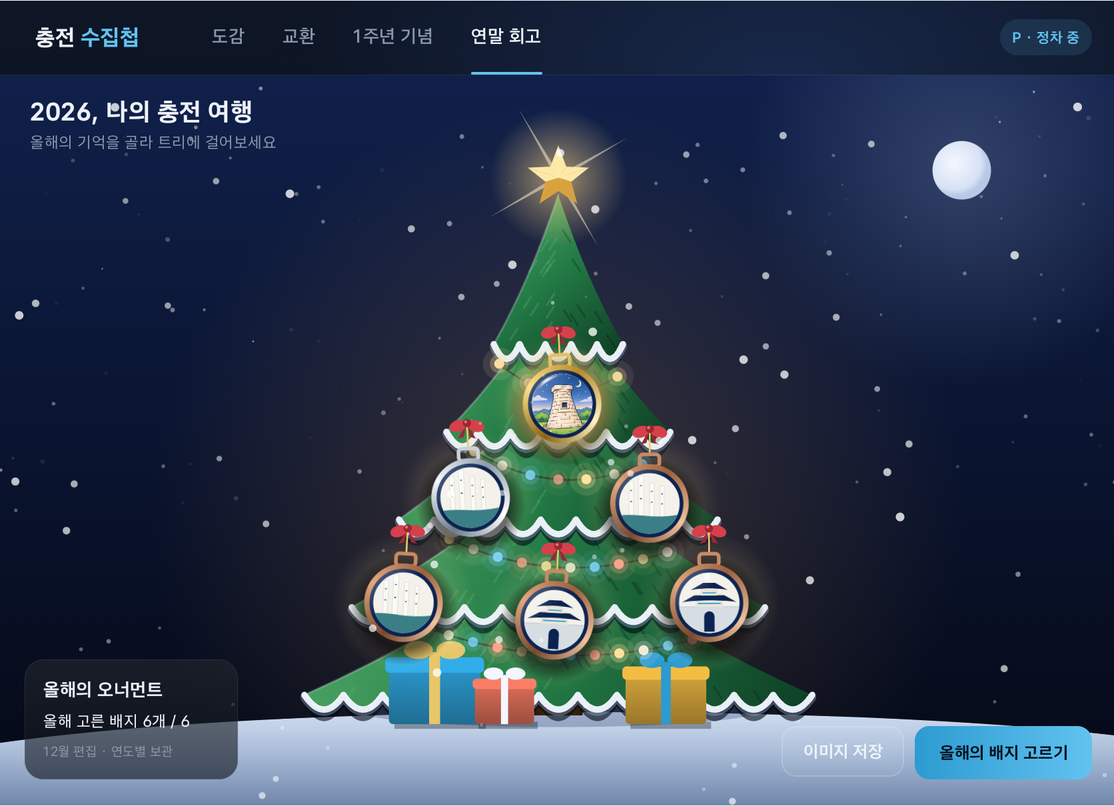 충전 수집첩
도감
교환
1주년 기념
연말 회고
P · 정차 중
2026, 나의 충전 여행
올해의 기억을 골라 트리에 걸어보세요
올해의 오너먼트
올해 고른 배지 6개 / 6
12월 편집 · 연도별 보관
이미지 저장
올해의 배지 고르기